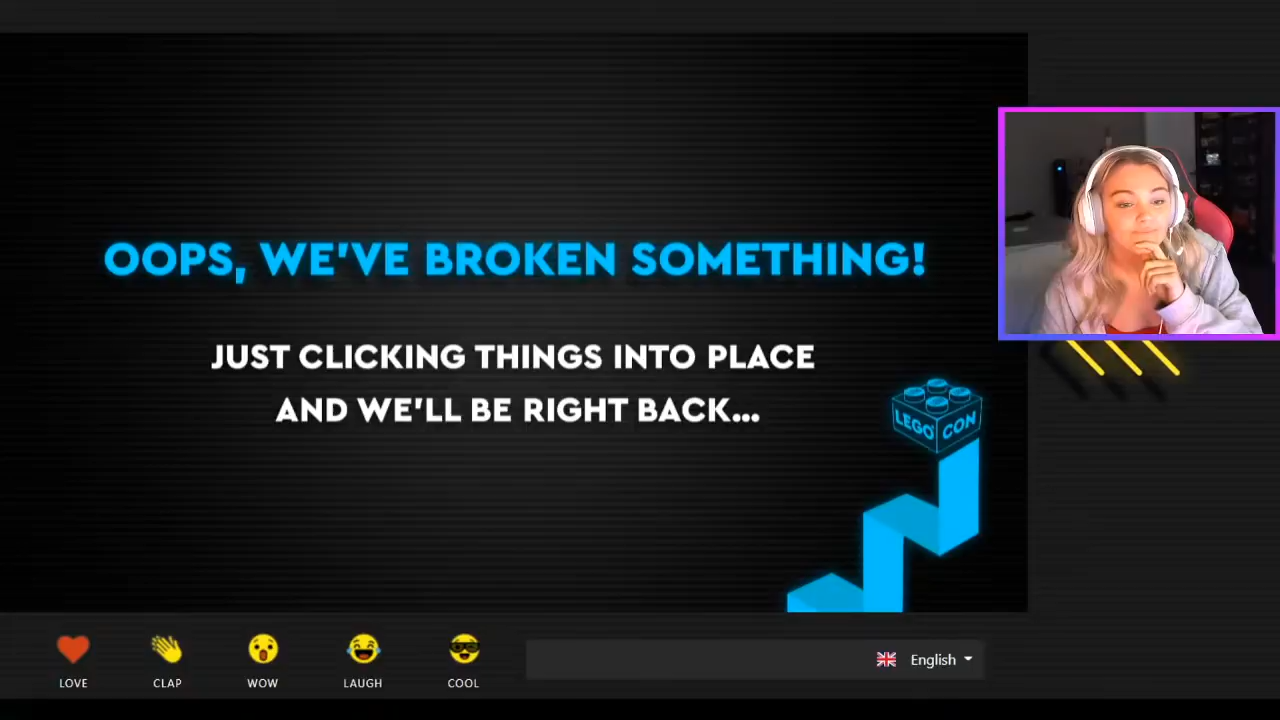 OOPS, WE'VE BROKEN SOMETHING!
JUST CLICKING THINGS INTO PLACE
AND WE'LL BE RIGHT BACK...
LEGO CON
LOVE
CLAP
WOW
LAUGH
COOL
English